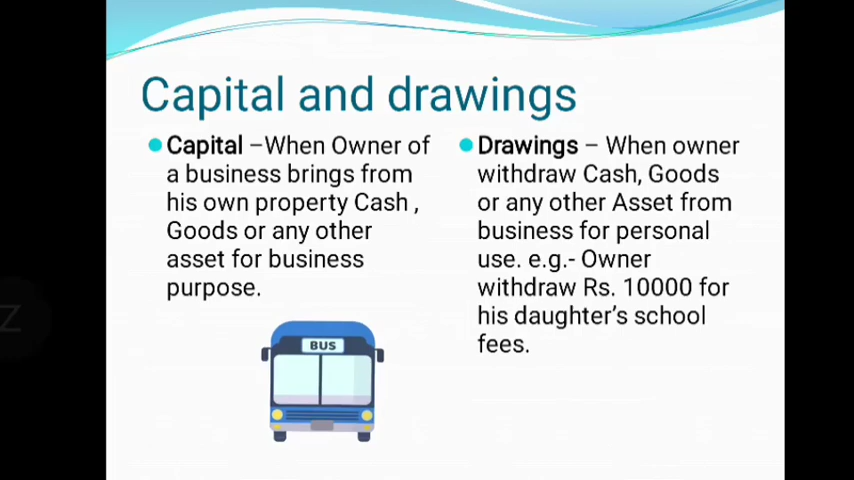 Capital and drawings
Capital –When Owner of
a business brings from
his own property Cash ,
Goods or any other
asset for business
purpose.
Drawings – When owner
withdraw Cash, Goods
or any other Asset from
business for personal
use. e.g.- Owner
withdraw Rs. 10000 for
his daughter's school
fees.
BUS
Z